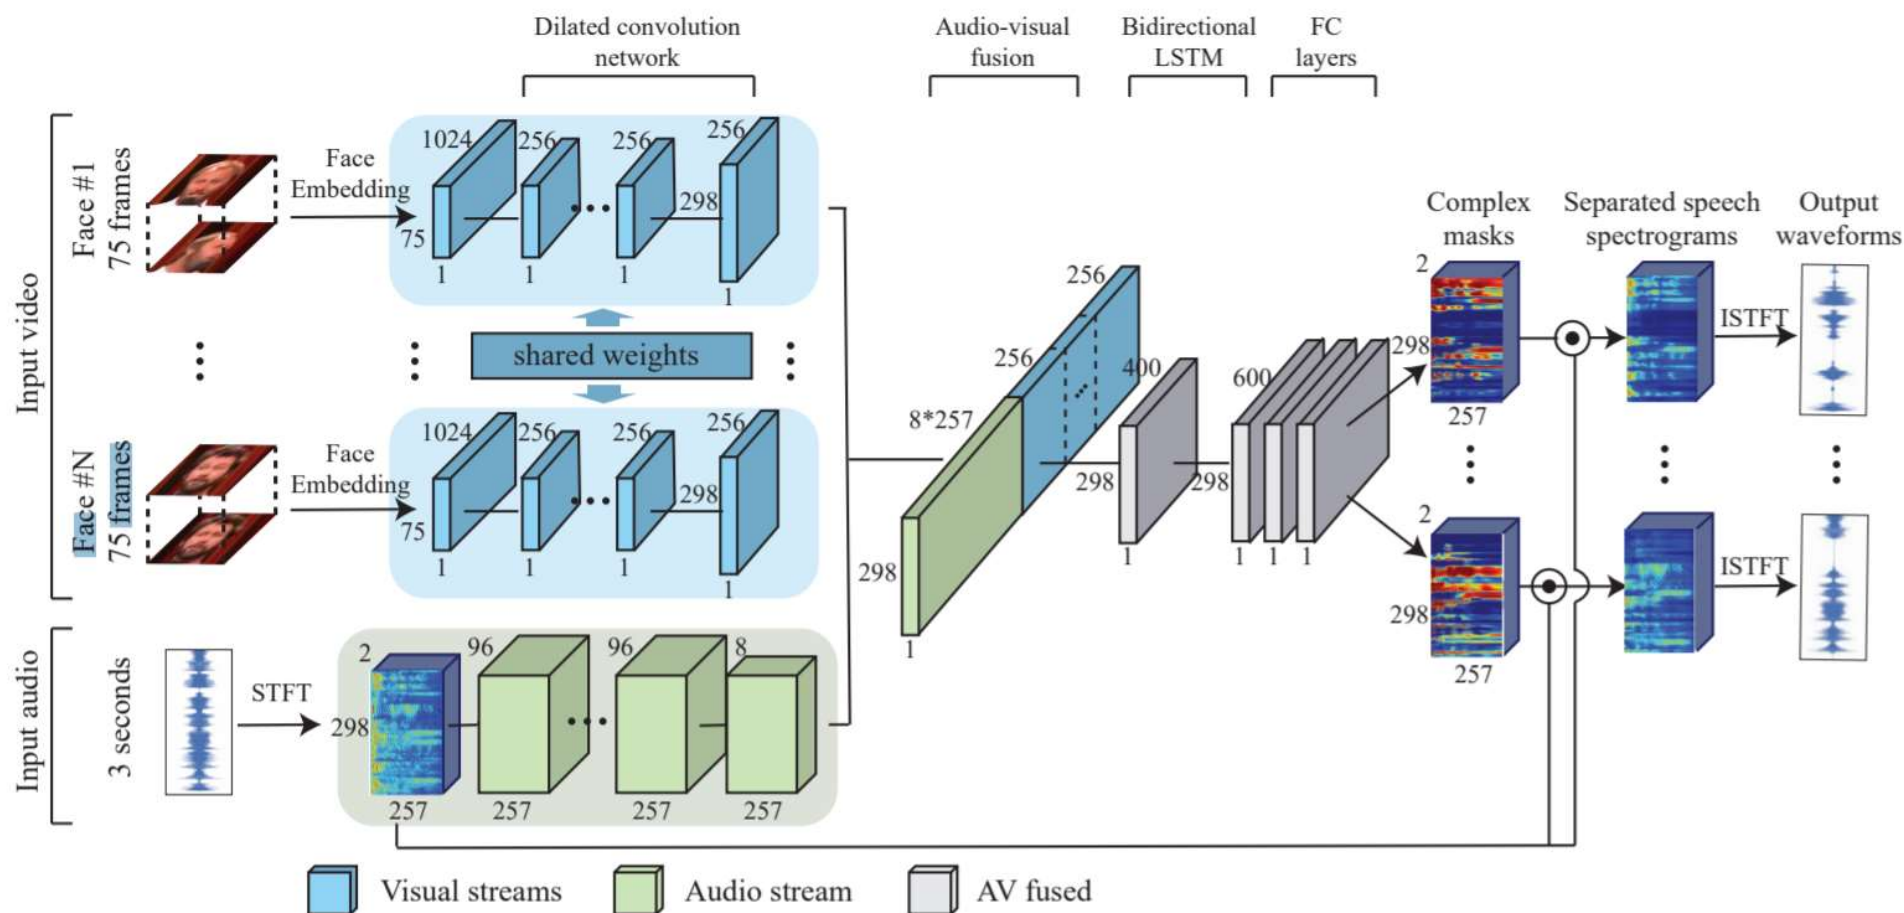 Dilated convolution
network
Audio-visual
fusion
Bidirectional
LSTM
FC
layers
Input video
Face #1
75 frames
Face
Embedding
1024
256
256
256
298
75
1
1
1
1
shared weights
Face #N
75 frames
Face
Embedding
1024
256
256
256
298
75
1
1
1
1
Input audio
3 seconds
STFT
2
96
96
8
298
257
257
257
257
256
256
8*257
298
1
400
298
1
600
298
1
1
1
Complex
masks
2
298
257
2
298
257
Separated speech
spectrograms
ISTFT
ISTFT
Output
waveforms
Visual streams
Audio stream
AV fused